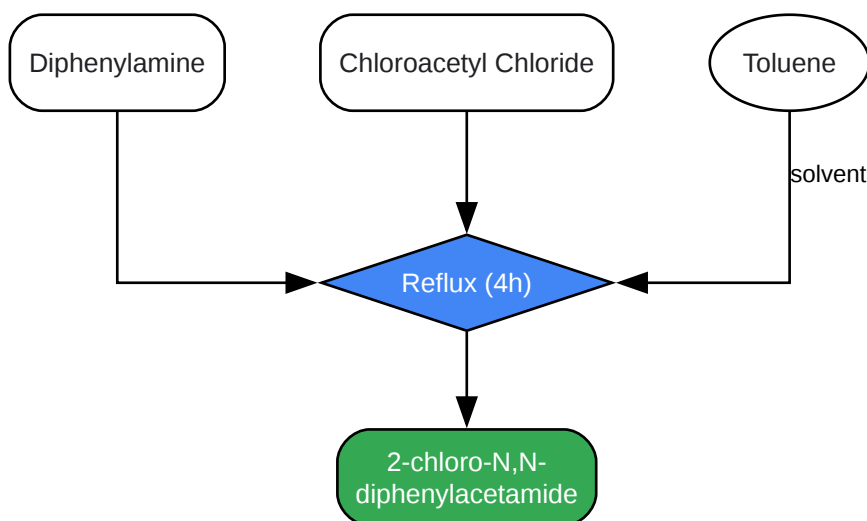 Diphenylamine
Chloroacetyl Chloride
Toluene
solvent
Reflux (4h)
2-chloro-N,N-
diphenylacetamide